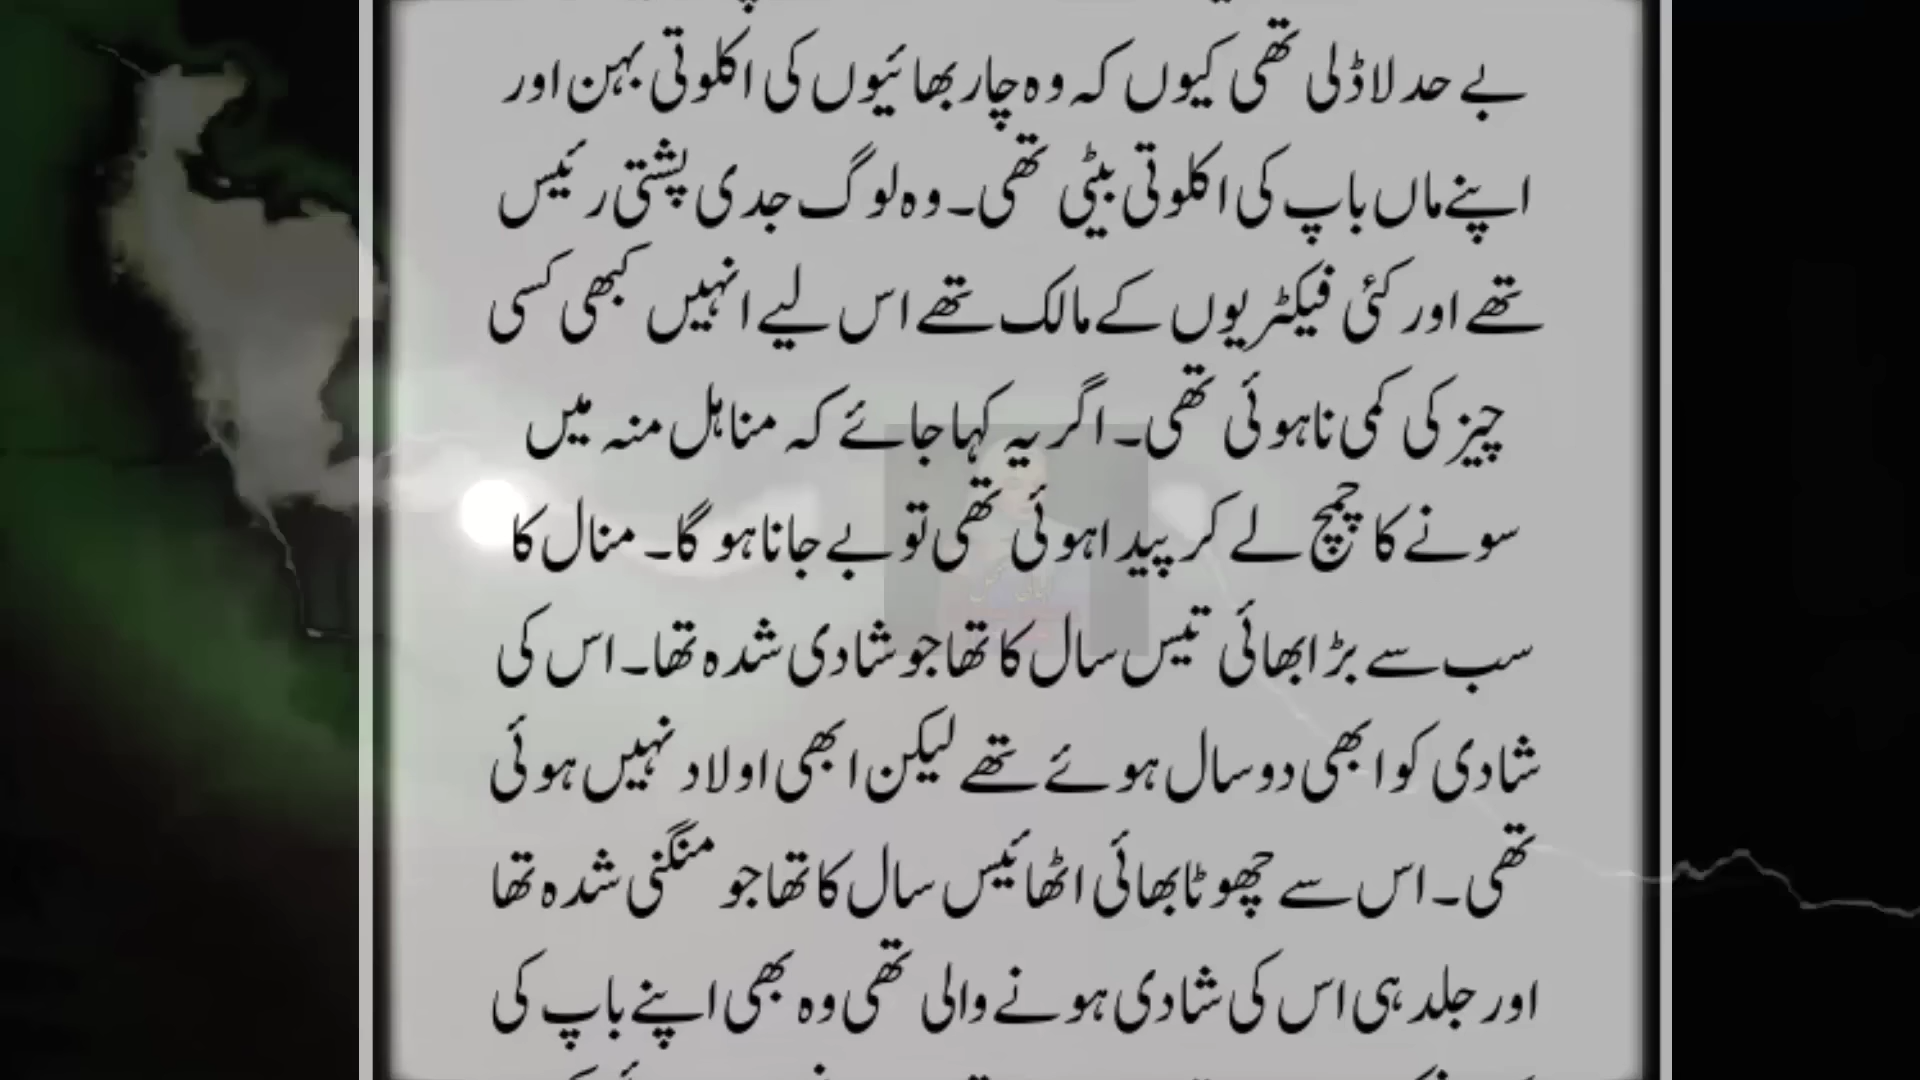 بے حد لاڈلی تھی کیوں کہ وہ چار بھائیوں کی اکلوتی بہن اور
اپنے ماں باپ کی اکلوتی بیٹی تھی۔ وہ لوگ جدی پشتی رئیس
تھے اور کئی فیکٹریوں کے مالک تھے اس لیے انہیں کبھی کسی
چیز کی کمی نا ہوئی تھی۔ اگر یہ کہا جائے کہ مناہل منہ میں
سونے کا چمچ لے کر پیدا ہوئی تھی تو بے جا نا ہو گا۔ منال کا
سب سے بڑا بھائی تیس سال کا تھا جو شادی شدہ تھا۔ اس کی
شادی کو ابھی دو سال ہوئے تھے لیکن ابھی اولاد نہیں ہوئی
تھی۔ اس سے چھوٹا بھائی اٹھائیس سال کا تھا جو منگنی شدہ تھا
اور جلد ہی اس کی شادی ہونے والی تھی وہ بھی اپنے باپ کی